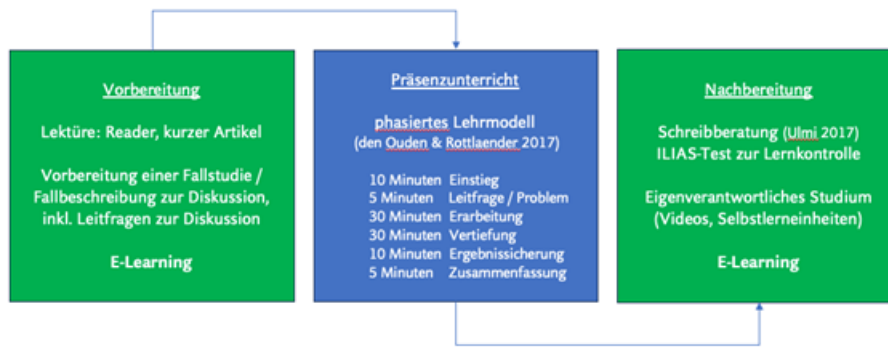 Vorbereitung
Lektüre: Reader, kurzer Artikel
Vorbereitung einer Fallstudie /
Fallbeschreibung zur Diskussion,
inkl. Leitfragen zur Diskussion
E-Learning
Präsenzunterricht
phasiertes Lehrmodell
(den Ouden & Rottlaender 2017)
10 Minuten Einstieg
5 Minuten Leitfrage / Problem
30 Minuten Erarbeitung
30 Minuten Vertiefung
10 Minuten Ergebnissicherung
5 Minuten Zusammenfassung
Nachbereitung
Schreibberatung (Ulmi 2017)
ILIAS-Test zur Lernkontrolle
Eigenverantwortliches Studium
(Videos, Selbstlerneinheiten)
E-Learning